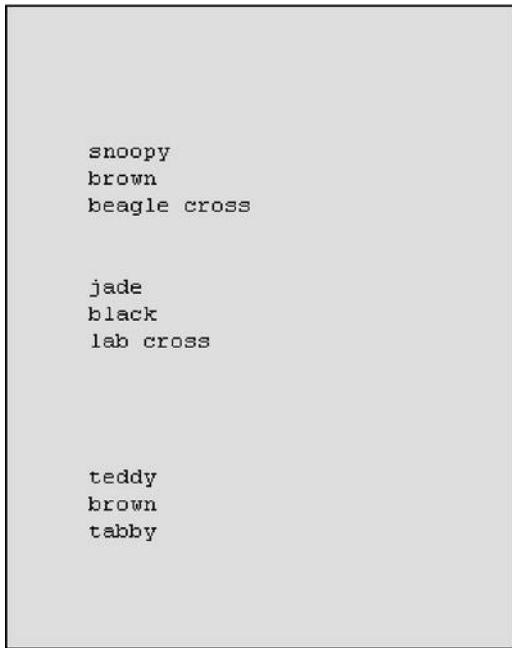 snoopy
brown
beagle cross
jade
black
lab cross
teddy
brown
tabby